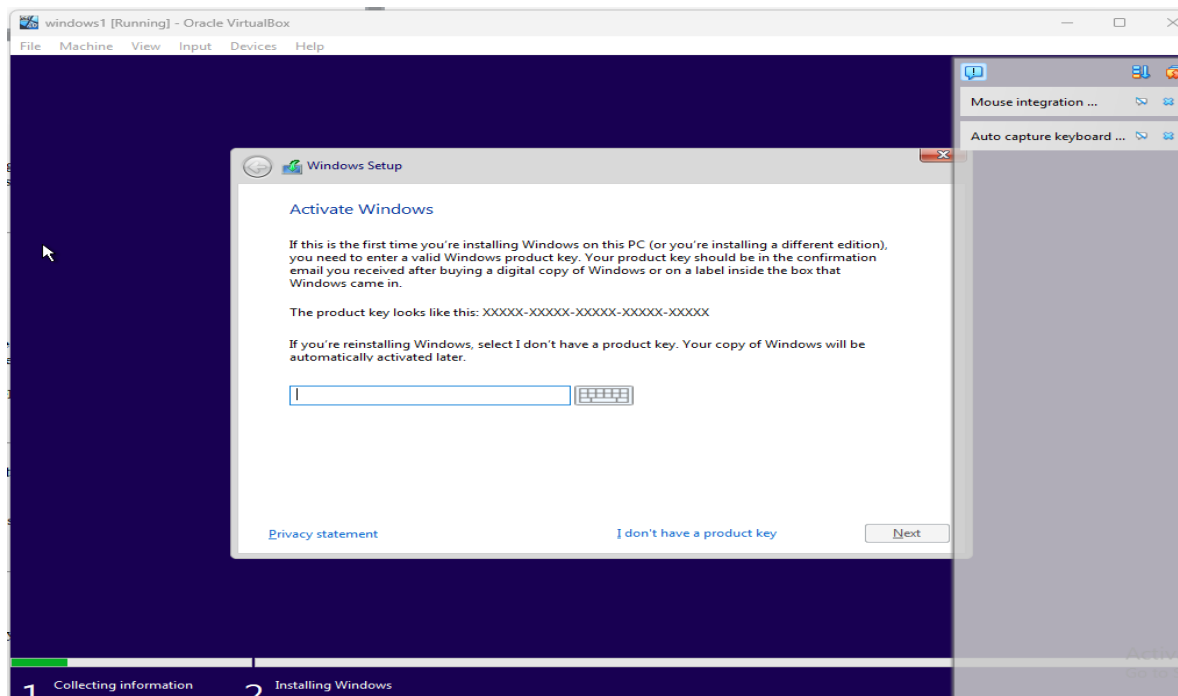 windows1 [Running] - Oracle VirtualBox
File Machine View Input Devices Help
Mouse integration ...
Auto capture keyboard ...
Windows Setup
Activate Windows
If this is the first time you're installing Windows on this PC (or you're installing a different edition),
you need to enter a valid Windows product key. Your product key should be in the confirmation
email you received after buying a digital copy of Windows or on a label inside the box that
Windows came in.
The product key looks like this: XXXXX-XXXXX-XXXXX-XXXXX-XXXXX
If you're reinstalling Windows, select I don't have a product key. Your copy of Windows will be
automatically activated later.
Privacy statement
I don't have a product key
Next
Activ
Go to
1 Collecting information
2 Installing Windows